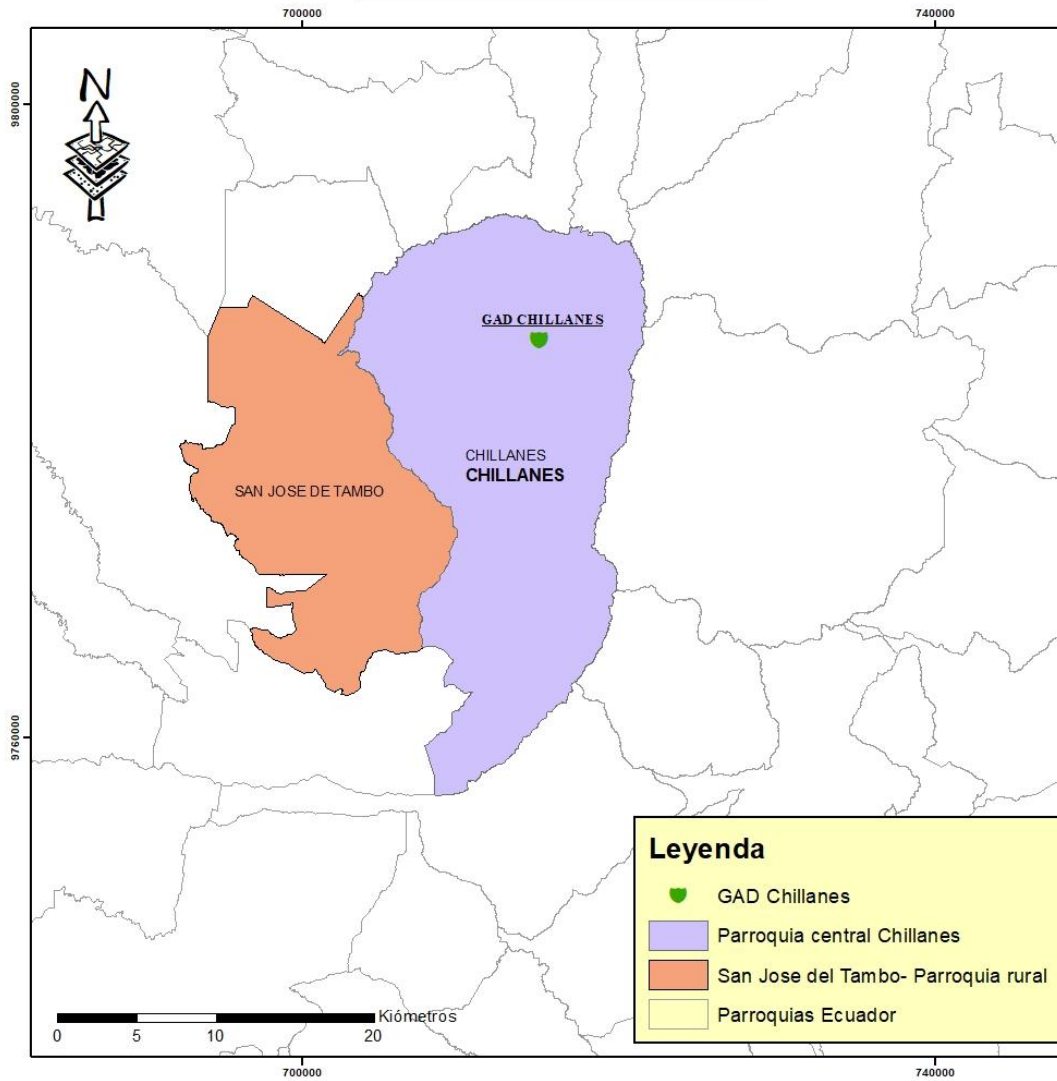 700000
740000
9800000
N
GAD CHILLANES
CHILLANES
CHILLANES
SAN JOSE DE TAMBO
9760000
Leyenda
GAD Chillanes
Parroquia central Chillanes
San Jose del Tambo- Parroquia rural
Parroquias Ecuador
Kiómetros
0 5 10 20
700000
740000